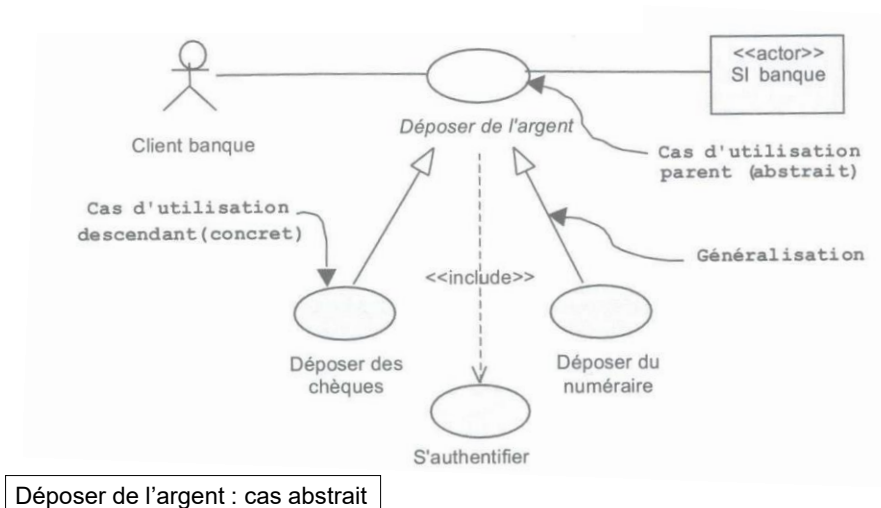 <<actor>>
SI banque
Client banque
Déposer de l'argent
Cas d'utilisation
parent (abstrait)
Cas d'utilisation
descendant(concret)
Généralisation
<<include>>
Déposer des
chèques
Déposer du
numéraire
S'authentifier
Déposer de l'argent : cas abstrait